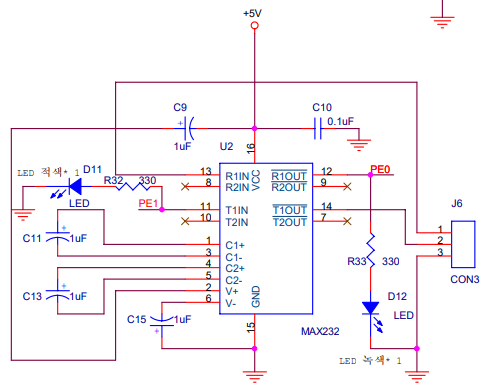 +5V
C9
1uF
C10
0.1uF
U2
16
LED 적색* 1
D11
R32
330
LED
PE1
13
R1IN
VCC
R1OUT
12
PE0
8
R2IN
R2OUT
9
11
T1IN
T1OUT
14
10
T2IN
T2OUT
7
J6
1
2
3
CON3
C11
1uF
1
C1+
3
C1-
4
C2+
5
C2-
2
V+
6
V-
GND
15
R33
330
C13
1uF
C15
1uF
MAX232
D12
LED
LED 녹색* 1